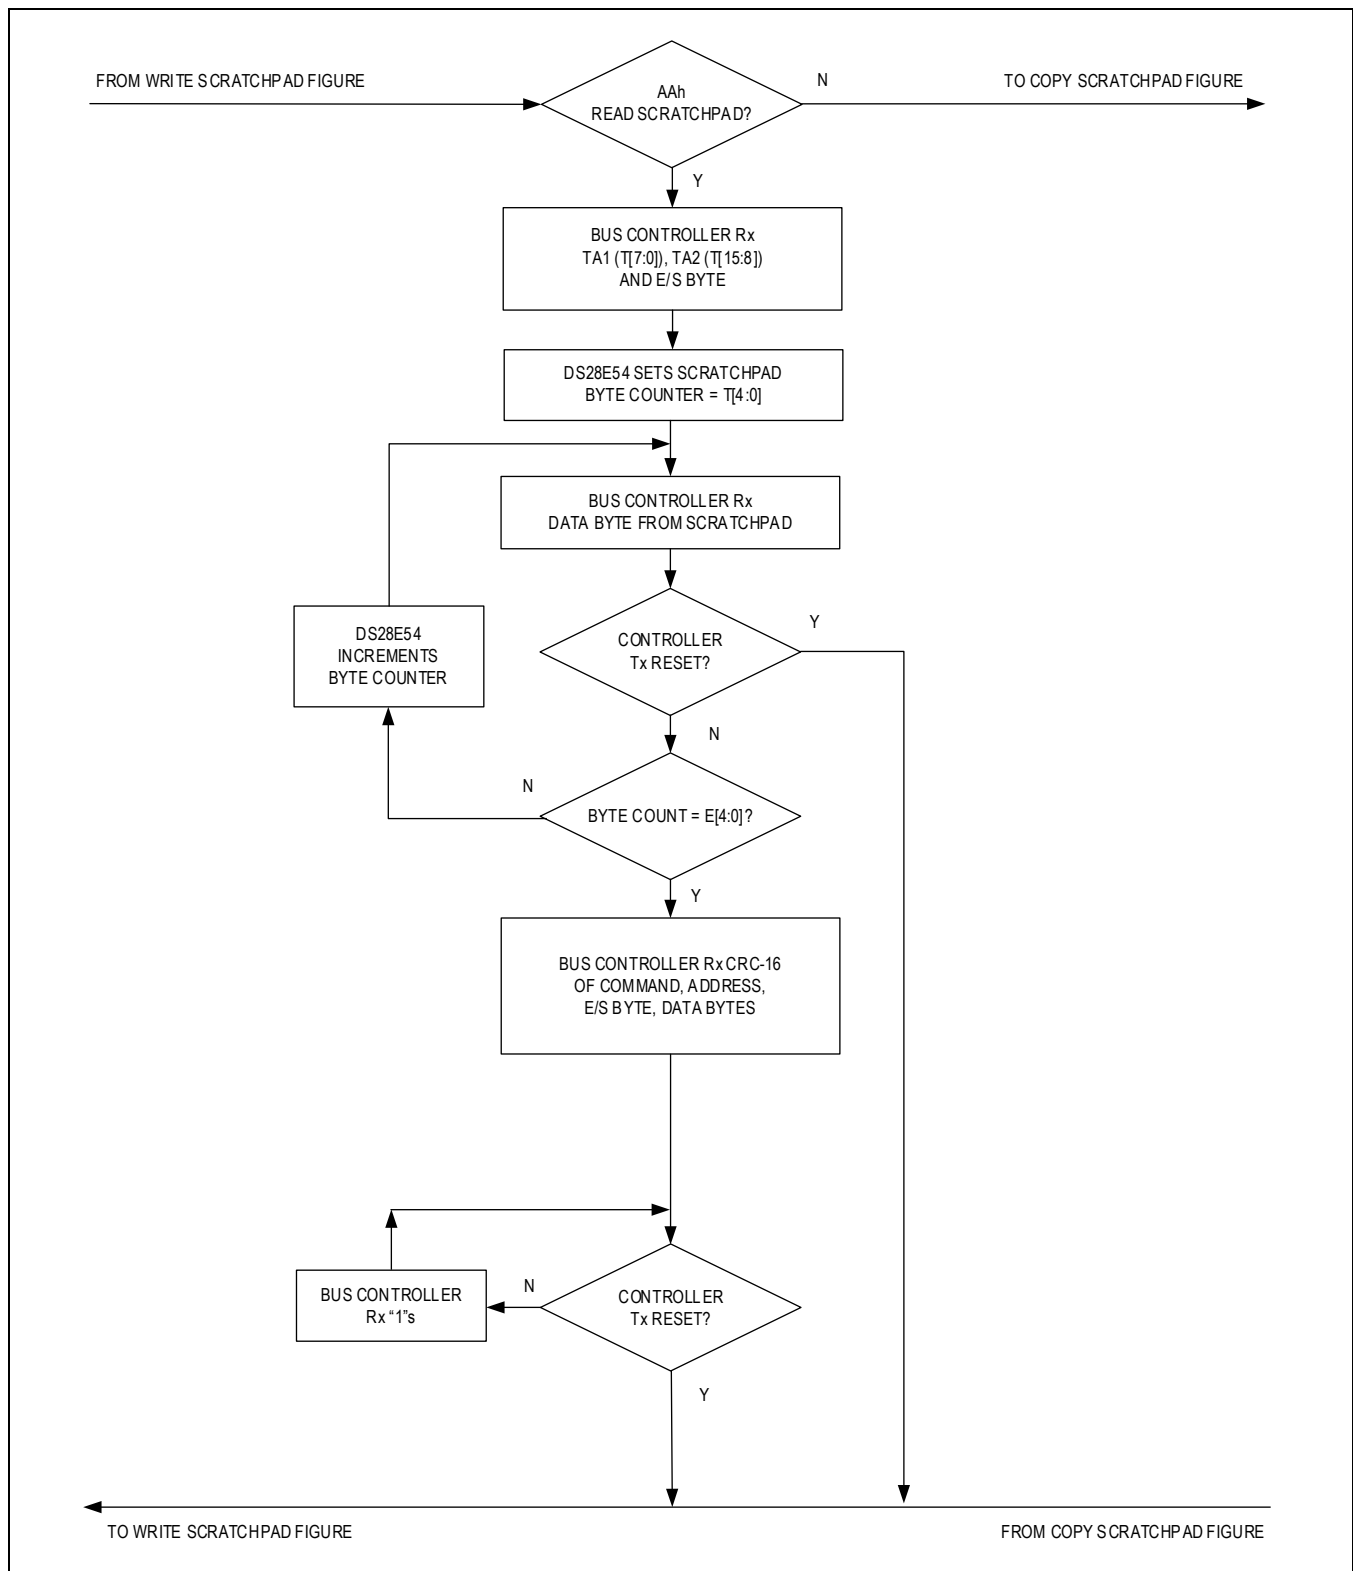 FROM WRITE SCRATCHPAD FIGURE
AAh
READ SCRATCHPAD?
N
TO COPY SCRATCHPAD FIGURE
Y
BUS CONTROLLER Rx
TA1 (T[7:0]), TA2 (T[15:8])
AND E/S BYTE
DS28E54 SETS SCRATCHPAD
BYTE COUNTER = T[4:0]
BUS CONTROLLER Rx
DATA BYTE FROM SCRATCHPAD
DS28E54
INCREMENTS
BYTE COUNTER
CONTROLLER
Tx RESET?
Y
N
N
BYTE COUNT = E[4:0]?
Y
BUS CONTROLLER Rx CRC-16
OF COMMAND, ADDRESS,
E/S BYTE, DATA BYTES
BUS CONTROLLER
Rx “1”s
N
CONTROLLER
Tx RESET?
Y
TO WRITE SCRATCHPAD FIGURE
FROM COPY SCRATCHPAD FIGURE